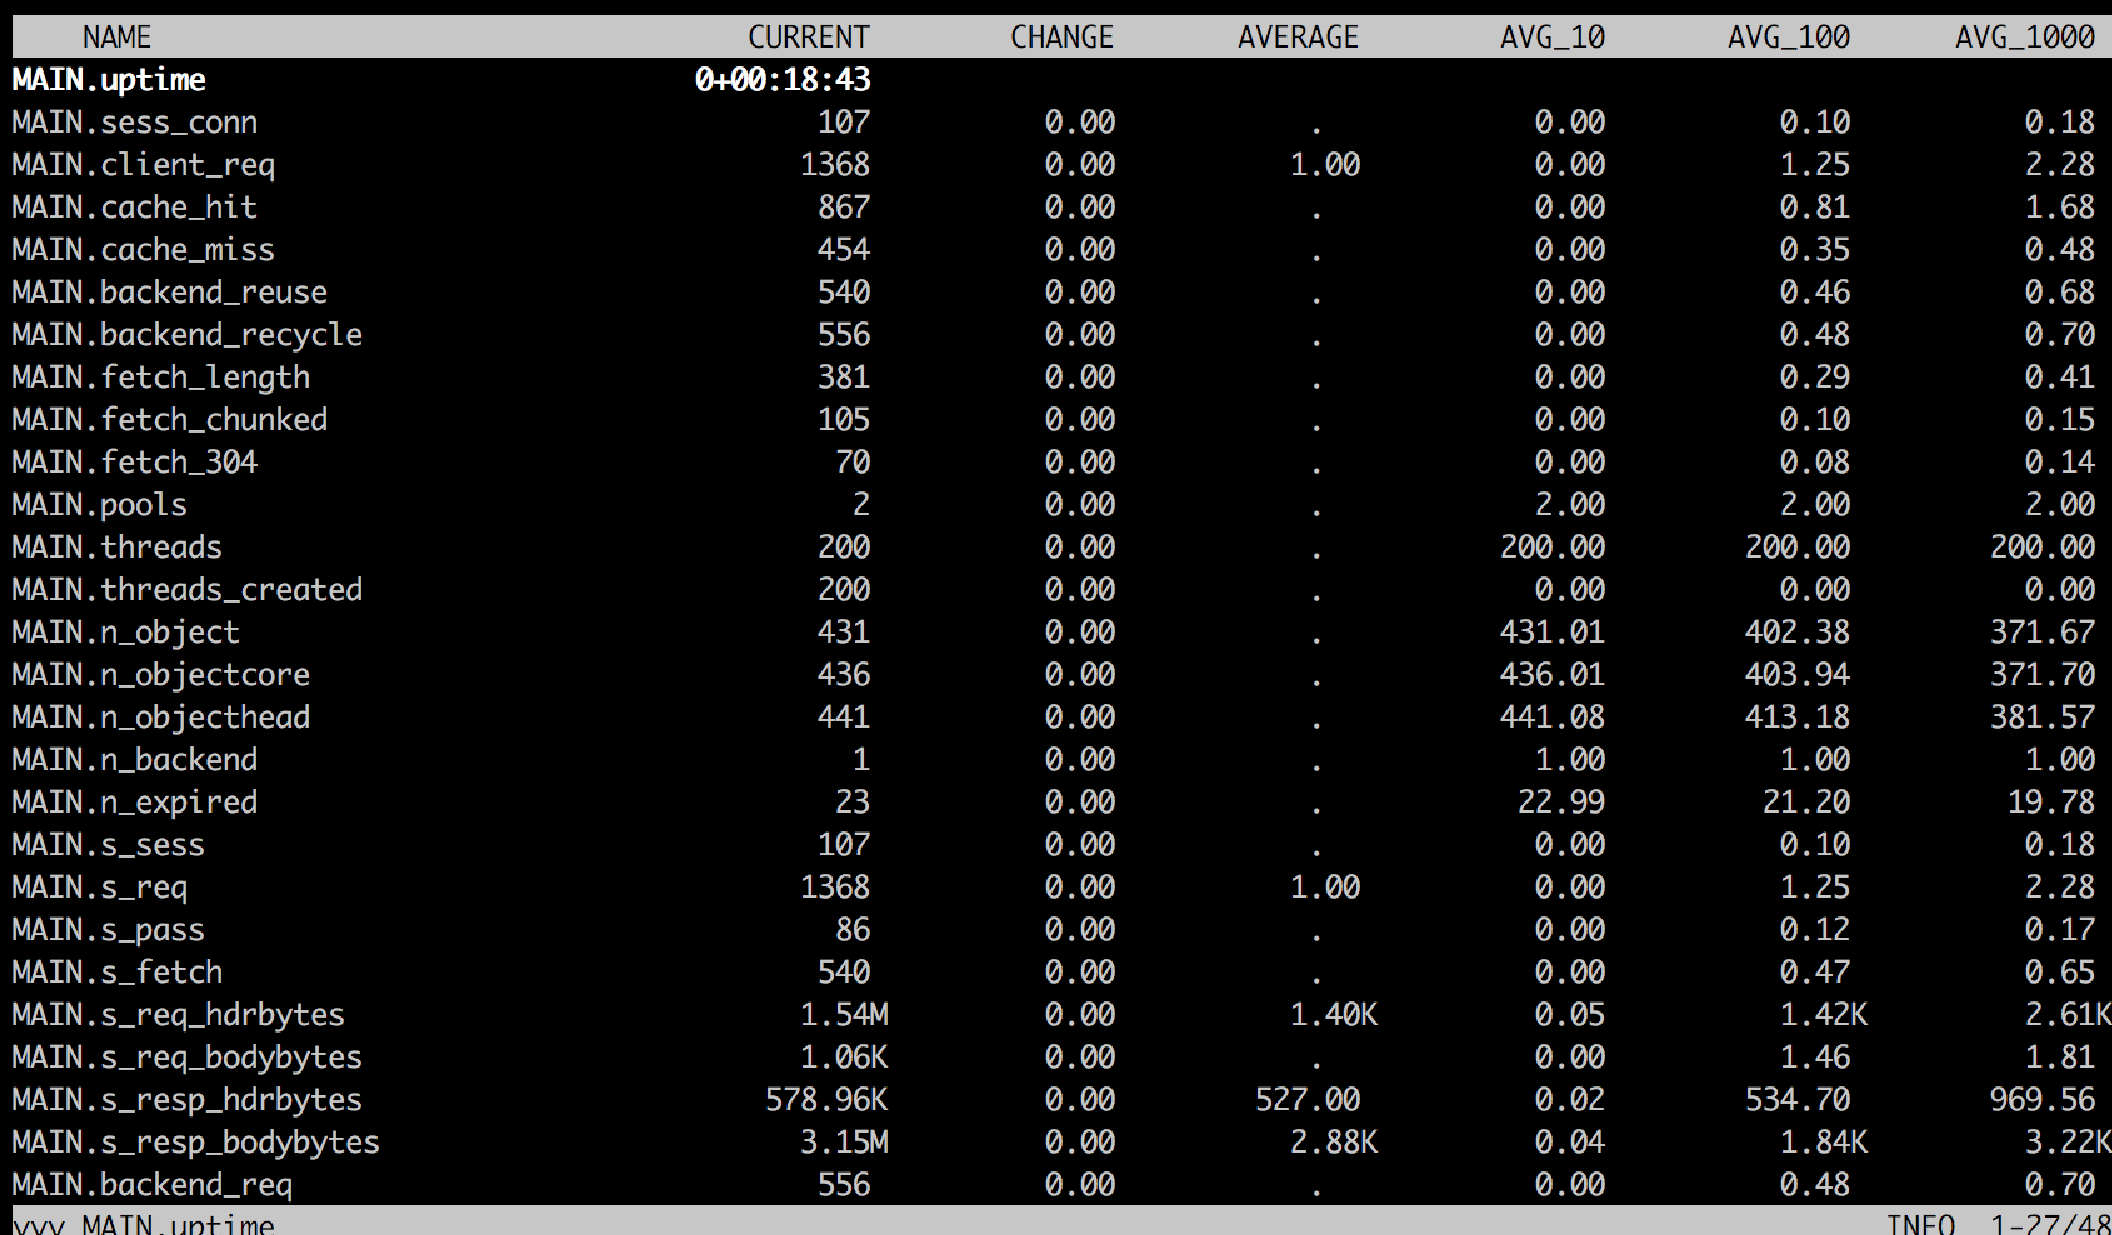 NAME CURRENT CHANGE AVERAGE AVG_10 AVG_100 AVG_1000
MAIN.uptime 0+00:18:43
MAIN.sess_conn 107 0.00 . 0.00 0.10 0.18
MAIN.client_req 1368 0.00 1.00 0.00 1.25 2.28
MAIN.cache_hit 867 0.00 . 0.00 0.81 1.68
MAIN.cache_miss 454 0.00 . 0.00 0.35 0.48
MAIN.backend_reuse 540 0.00 . 0.00 0.46 0.68
MAIN.backend_recycle 556 0.00 . 0.00 0.48 0.70
MAIN.fetch_length 381 0.00 . 0.00 0.29 0.41
MAIN.fetch_chunked 105 0.00 . 0.00 0.10 0.15
MAIN.fetch_304 70 0.00 . 0.00 0.08 0.14
MAIN.pools 2 0.00 . 2.00 2.00 2.00
MAIN.threads 200 0.00 . 200.00 200.00 200.00
MAIN.threads_created 200 0.00 . 0.00 0.00 0.00
MAIN.n_object 431 0.00 . 431.01 402.38 371.67
MAIN.n_objectcore 436 0.00 . 436.01 403.94 371.70
MAIN.n_objecthead 441 0.00 . 441.08 413.18 381.57
MAIN.n_backend 1 0.00 . 1.00 1.00 1.00
MAIN.n_expired 23 0.00 . 22.99 21.20 19.78
MAIN.s_sess 107 0.00 . 0.00 0.10 0.18
MAIN.s_req 1368 0.00 1.00 0.00 1.25 2.28
MAIN.s_pass 86 0.00 . 0.00 0.12 0.17
MAIN.s_fetch 540 0.00 . 0.00 0.47 0.65
MAIN.s_req_hdrbytes 1.54M 0.00 1.40K 0.05 1.42K 2.61K
MAIN.s_req_bodybytes 1.06K 0.00 . 0.00 1.46 1.81
MAIN.s_resp_hdrbytes 578.96K 0.00 527.00 0.02 534.70 969.56
MAIN.s_resp_bodybytes 3.15M 0.00 2.88K 0.04 1.84K 3.22K
MAIN.backend_req 556 0.00 . 0.00 0.48 0.70
vvv MAIN.uptime INFO 1-27/48